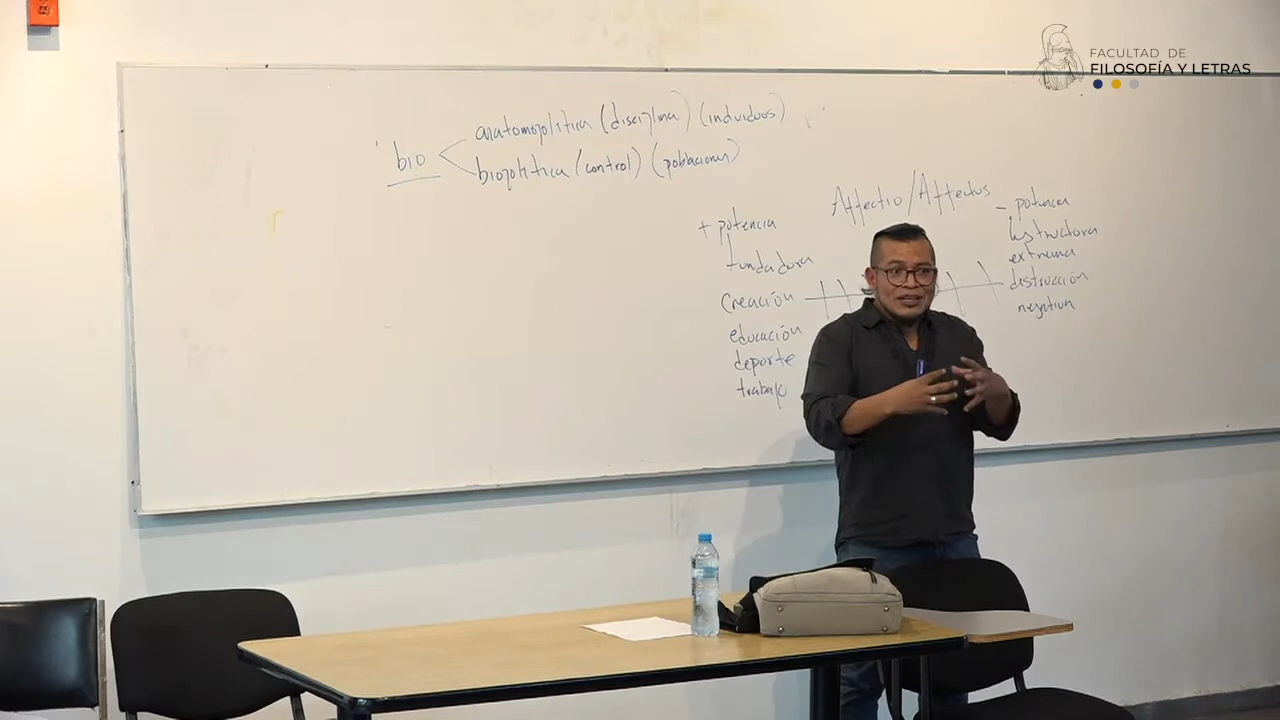 FACULTAD DE
FILOSOFÍA Y LETRAS
anatomopolítica (disciplina) (individuos)
bio
biopolítica (control) (poblaciones)
Affectio/Affectus
+ potencia
fundadora
creación
educación
deporte
trabajo
- potencia
extrema
destrucción
negativa